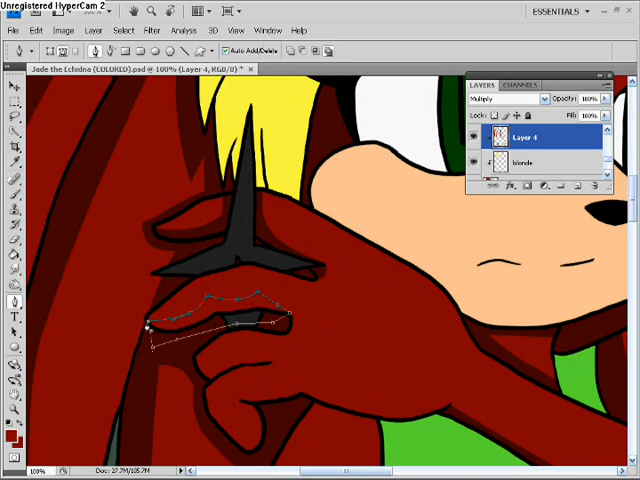 Unregistered HyperCam 2
100%
ESSENTIALS
File Edit Image Layer Select Filter Analysis 3D View Window Help
Auto Add/Delete
Jade the Echidna (COLORED).psd @ 100% (Layer 4, RGB/8) *
LAYERS CHANNELS
Multiply Opacity: 100%
Lock: Fill: 100%
Layer 4
blonde
T
100% Doc: 27.7M/105.7M